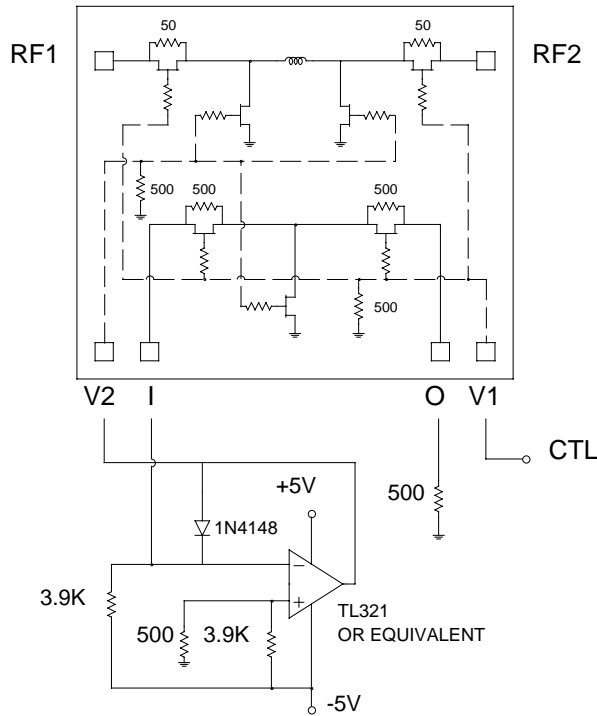 50 50
RF1 RF2
500 500 500
500
V2 I O V1
CTL
+5V 500
1N4148
−
3.9K +
TL321
500 3.9K OR EQUIVALENT
-5V